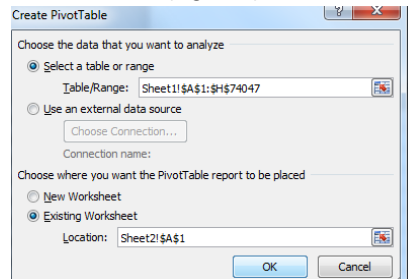 Create PivotTable
Choose the data that you want to analyze
Select a table or range
Table/Range: Sheet1!$A$1:$H$74047
Use an external data source
Choose Connection...
Connection name:
Choose where you want the PivotTable report to be placed
New Worksheet
Existing Worksheet
Location: Sheet2!$A$1
OK Cancel